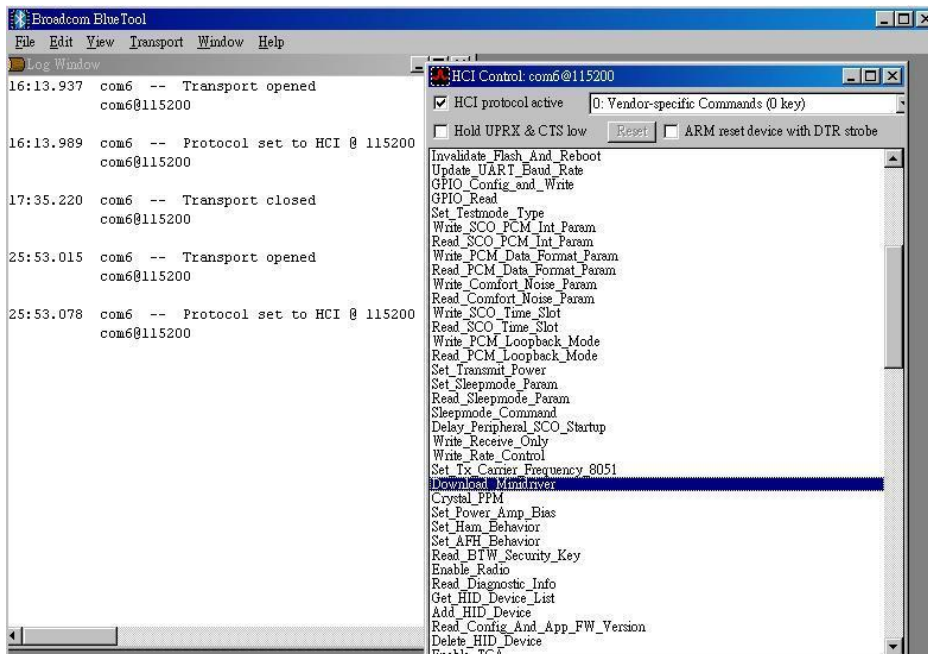 Broadcom BlueTool
File Edit View Transport Window Help
Log Window
16:13.937 com6 -- Transport opened
com6@115200
16:13.989 com6 -- Protocol set to HCI @ 115200
com6@115200
17:35.220 com6 -- Transport closed
com6@115200
25:53.015 com6 -- Transport opened
com6@115200
25:53.078 com6 -- Protocol set to HCI @ 115200
com6@115200
HCI Control: com6@115200
HCI protocol active 0: Vendor-specific Commands (0 key)
Hold UPRX & CTS low Reset ARM reset device with DTR strobe
Invalidate_Flash_And_Reboot
Update_UART_Baud_Rate
GPIO_Config_and_Write
GPIO_Read
Set_Testmode_Type
Write_SCO_PCM_Int_Param
Read_SCO_PCM_Int_Param
Write_PCM_Data_Format_Param
Read_PCM_Data_Format_Param
Write_Comfort_Noise_Param
Read_Comfort_Noise_Param
Write_SCO_Time_Slot
Read_SCO_Time_Slot
Write_PCM_Loopback_Mode
Read_PCM_Loopback_Mode
Set_Transmit_Power
Set_Sleepmode_Param
Read_Sleepmode_Param
Sleepmode_Command
Delay_Peripheral_SCO_Startup
Write_Receive_Only
Write_Rate_Control
Set_Tx_Carrier_Frequency_8051
Download_Minidriver
Crystal_PPM
Set_Power_Amp_Bias
Set_Ham_Behavior
Set_AFH_Behavior
Read_BTW_Security_Key
Enable_Radio
Read_Diagnostic_Info
Get_HID_Device_List
Add_HID_Device
Read_Config_And_App_FW_Version
Delete_HID_Device